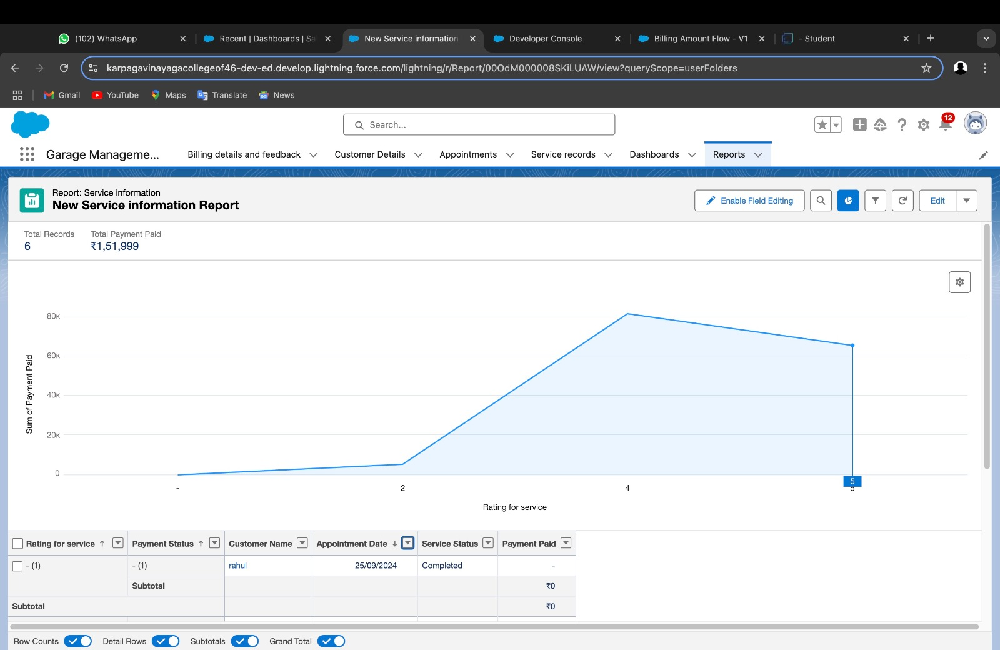 (102) WhatsApp
Recent | Dashboards | Sa
New Service information
Developer Console
Billing Amount Flow - V1
- Student
karpagavinayagacollegeof46-dev-ed.develop.lightning.force.com/lightning/r/Report/00OdM000008SKiLUAW/view?queryScope=userFolders
Gmail
YouTube
Maps
Translate
News
Search...
12
Garage Manageme...
Billing details and feedback
Customer Details
Appointments
Service records
Dashboards
Reports
Report: Service information
New Service information Report
Enable Field Editing
Edit
Total Records
6
Total Payment Paid
₹1,51,999
Sum of Payment Paid
80K
60K
40K
20K
0
-
2
4
5
5
Rating for service
Rating for service ↑ Payment Status ↑ Customer Name Appointment Date ↓ Service Status Payment Paid
- (1) - (1) rahul 25/09/2024 Completed -
Subtotal ₹0
Subtotal ₹0
Row Counts Detail Rows Subtotals Grand Total